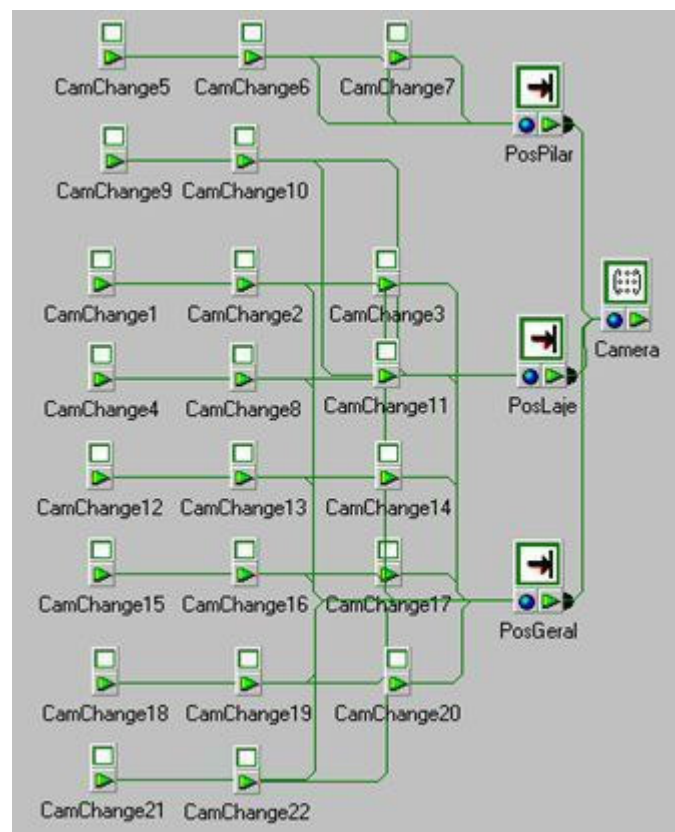 CamChange5 CamChange6 CamChange7
PosPilar
CamChange9 CamChange10
CamChange1 CamChange2 CamChange3
Camera
CamChange4 CamChange8 CamChange11 PosLaje
CamChange12 CamChange13 CamChange14
CamChange15 CamChange16 CamChange17
PosGeral
CamChange18 CamChange19 CamChange20
CamChange21 CamChange22